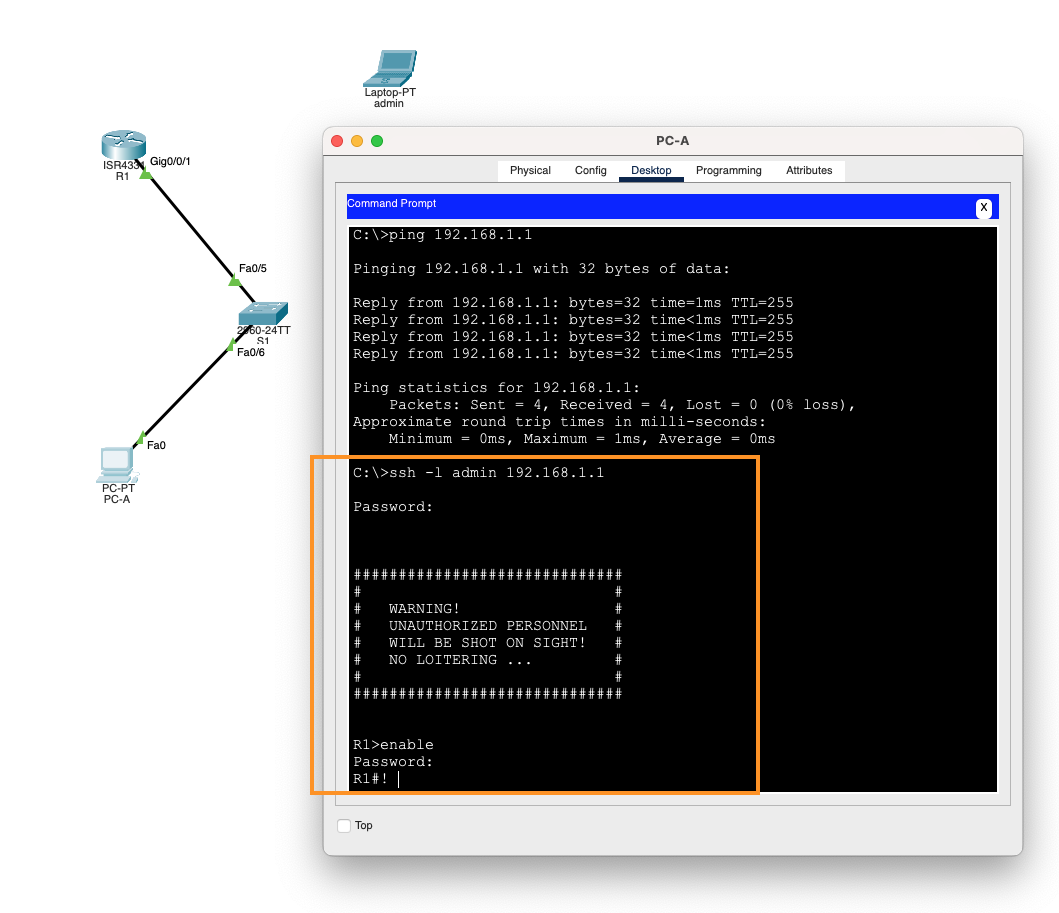 Laptop-PT
admin
Gig0/0/1
ISR4331
R1
Fa0/5
2960-24TT
S1
Fa0/6
Fa0
PC-PT
PC-A
PC-A
Physical Config Desktop Programming Attributes
Command Prompt X
C:\>ping 192.168.1.1
Pinging 192.168.1.1 with 32 bytes of data:
Reply from 192.168.1.1: bytes=32 time=1ms TTL=255
Reply from 192.168.1.1: bytes=32 time<1ms TTL=255
Reply from 192.168.1.1: bytes=32 time<1ms TTL=255
Reply from 192.168.1.1: bytes=32 time<1ms TTL=255
Ping statistics for 192.168.1.1:
Packets: Sent = 4, Received = 4, Lost = 0 (0% loss),
Approximate round trip times in milli-seconds:
Minimum = 0ms, Maximum = 1ms, Average = 0ms
C:\>ssh -l admin 192.168.1.1
Password:
##############################
# #
# WARNING! #
# UNAUTHORIZED PERSONNEL #
# WILL BE SHOT ON SIGHT! #
# NO LOITERING ... #
# #
##############################
R1>enable
Password:
R1#!
Top